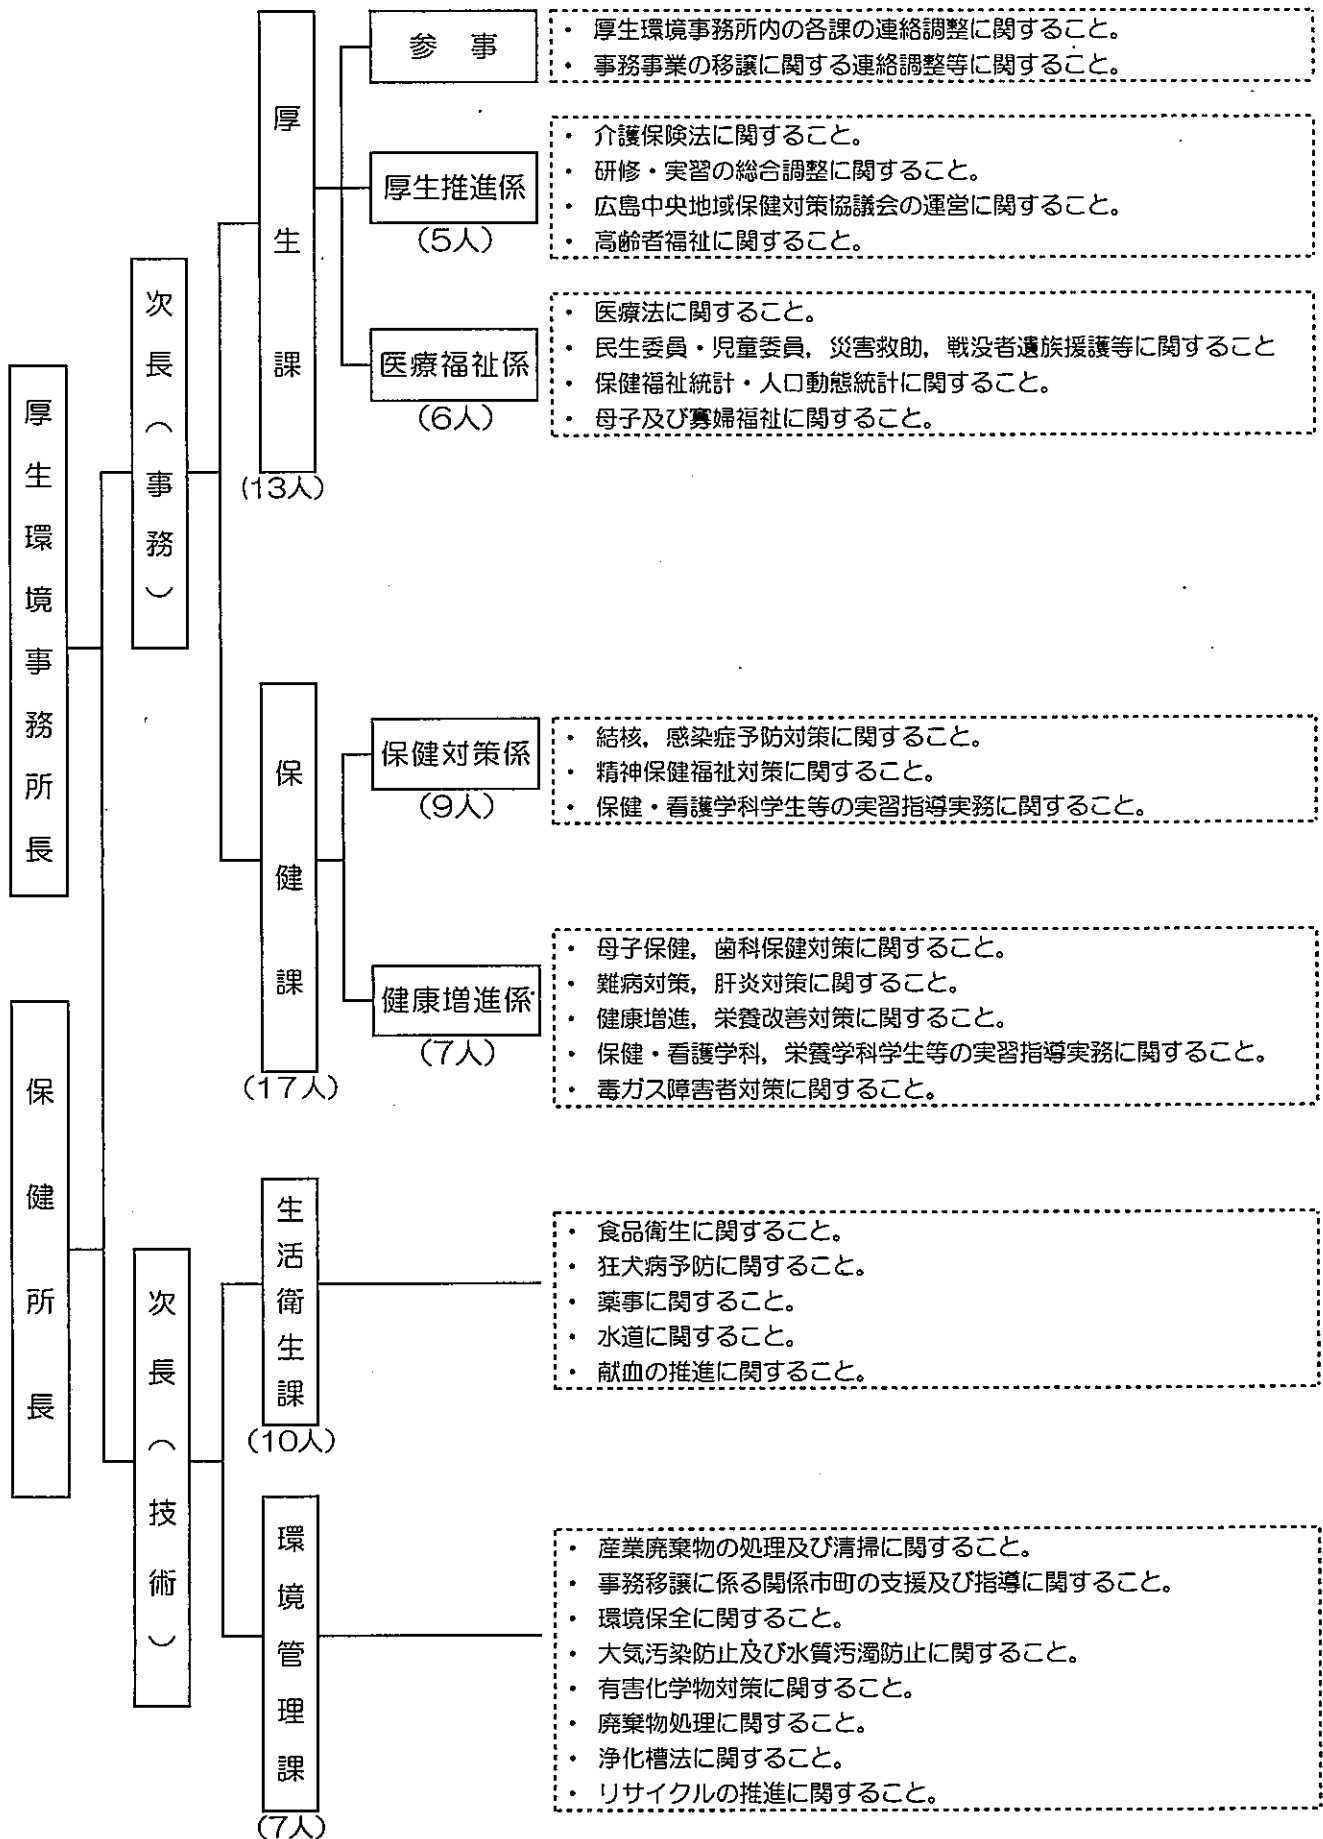 厚生環境事務所長
保健所長
次長（事務）
厚生課
(13人)
参事
・ 厚生環境事務所内の各課の連絡調整に関すること。
・ 事務事業の移譲に関する連絡調整等に関すること。
厚生推進係
(5人)
・ 介護保険法に関すること。
・ 研修・実習の総合調整に関すること。
・ 広島中央地域保健対策協議会の運営に関すること。
・ 高齢者福祉に関すること。
医療福祉係
(6人)
・ 医療法に関すること。
・ 民生委員・児童委員，災害救助，戦没者遺族援護等に関すること
・ 保健福祉統計・人口動態統計に関すること。
・ 母子及び寡婦福祉に関すること。
保健課
(17人)
保健対策係
(9人)
・ 結核，感染症予防対策に関すること。
・ 精神保健福祉対策に関すること。
・ 保健・看護学科学生等の実習指導実務に関すること。
健康増進係
(7人)
・ 母子保健，歯科保健対策に関すること。
・ 難病対策，肝炎対策に関すること。
・ 健康増進，栄養改善対策に関すること。
・ 保健・看護学科，栄養学科学生等の実習指導実務に関すること。
・ 毒ガス障害者対策に関すること。
次長（技術）
生活衛生課
(10人)
・ 食品衛生に関すること。
・ 狂犬病予防に関すること。
・ 薬事に関すること。
・ 水道に関すること。
・ 献血の推進に関すること。
環境管理課
(7人)
・ 産業廃棄物の処理及び清掃に関すること。
・ 事務移譲に係る関係市町の支援及び指導に関すること。
・ 環境保全に関すること。
・ 大気汚染防止及び水質汚濁防止に関すること。
・ 有害化学物対策に関すること。
・ 廃棄物処理に関すること。
・ 浄化槽法に関すること。
・ リサイクルの推進に関すること。